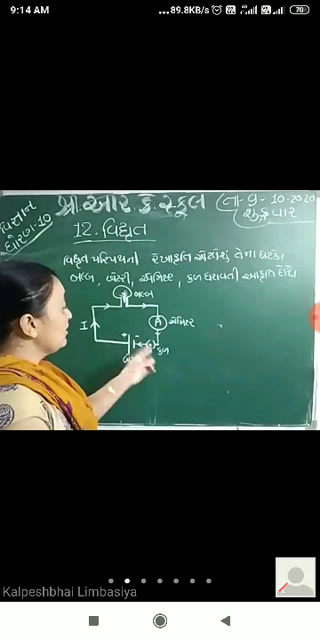 9:14 AM
...89.8KB/s
70
વિજ્ઞાન
ધોરણ-10
શ્રી.આર.કે.સ્કૂલ
તા-9-10-2020
શુક્રવાર
12. વિદ્યુત
વિદ્યુત પરિપથની રેખાકૃતિ એટલે શું તેના ઘટકો
બલ્બ, બેટરી, એમિટર, કળ ધરાવતી આકૃતિ દોરો
બલ્બ
I
A એમિટર
+ -
કળ
Kalpeshbhai Limbasiya